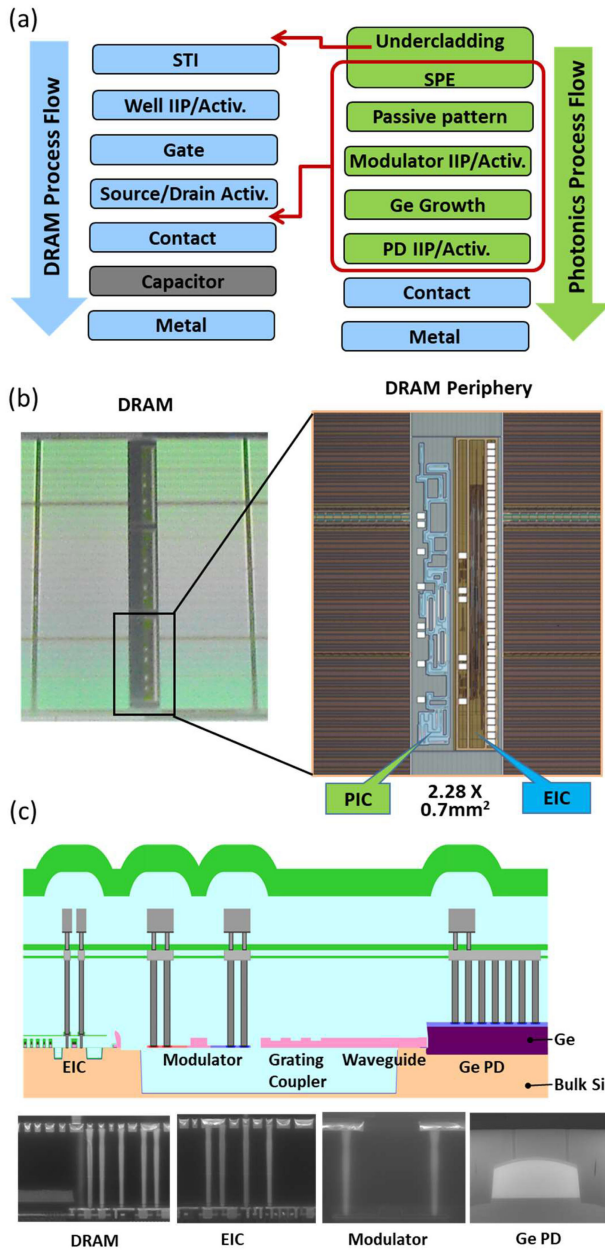 (a)
DRAM Process Flow
STI
Well IIP/Activ.
Gate
Source/Drain Activ.
Contact
Capacitor
Metal
Undercladding
SPE
Passive pattern
Modulator IIP/Activ.
Ge Growth
PD IIP/Activ.
Contact
Metal
Photonics Process Flow
(b)
DRAM
DRAM Periphery
PIC
2.28 X
0.7mm²
EIC
(c)
EIC
Modulator
Grating
Coupler
Waveguide
Ge PD
Ge
Bulk Si
DRAM
EIC
Modulator
Ge PD